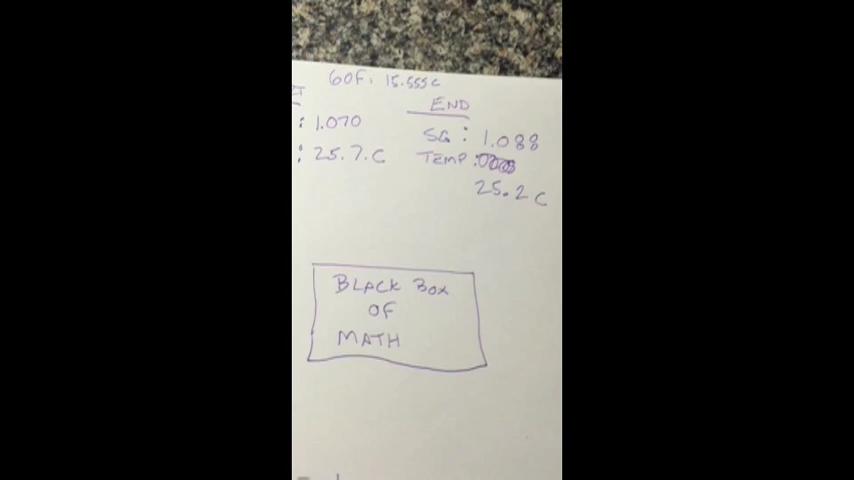 60F: 15.555C
: 1.070
: 25.7.C
END
SG : 1.088
TEMP :
25.2 C
BLACK BOX
OF
MATH